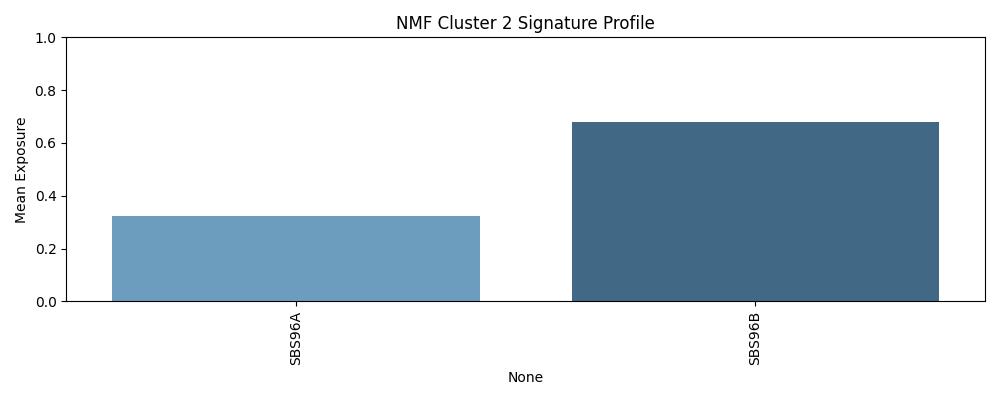 NMF Cluster 2 Signature Profile
1.0
0.8
0.6
0.4
0.2
0.0
Mean Exposure
SBS96A
SBS96B
None